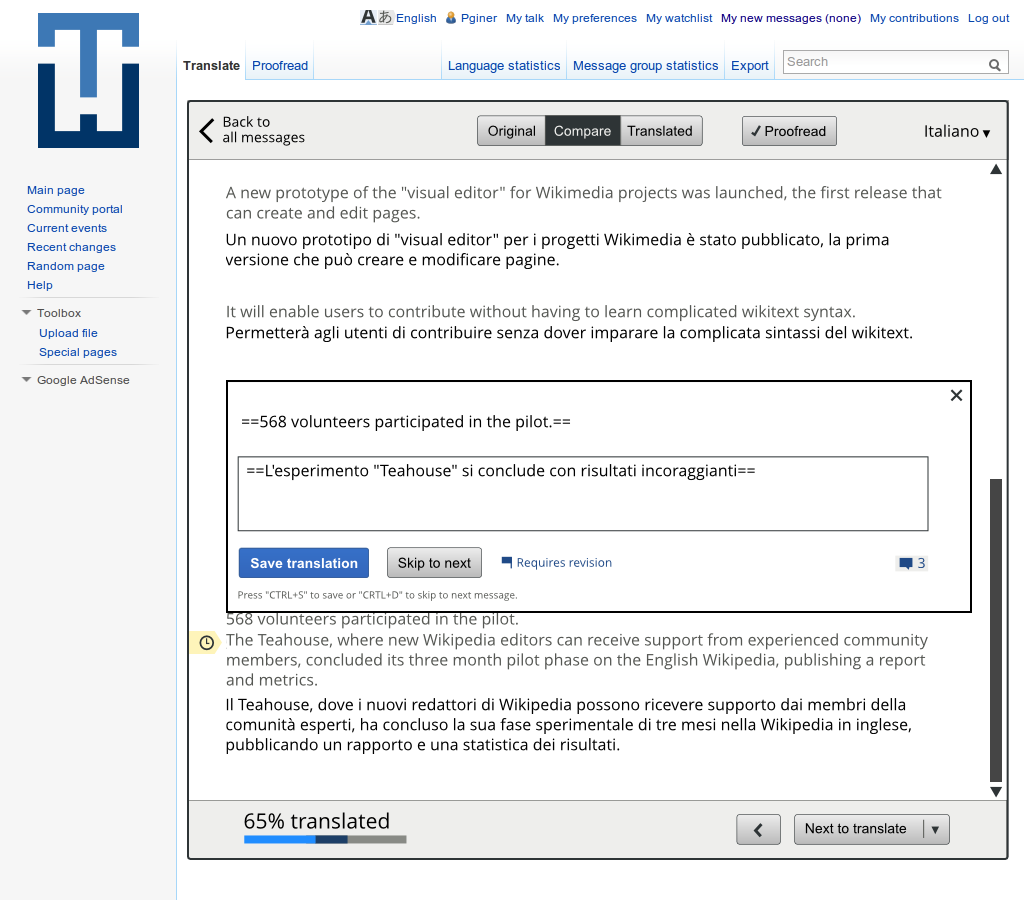 Aあ English Pginer My talk My preferences My watchlist My new messages (none) My contributions Log out
Translate Proofread Language statistics Message group statistics Export Search
Back to
all messages
Original Compare Translated ✓ Proofread Italiano ▾
Main page
Community portal
Current events
Recent changes
Random page
Help
Toolbox
Upload file
Special pages
Google AdSense
A new prototype of the "visual editor" for Wikimedia projects was launched, the first release that
can create and edit pages.
Un nuovo prototipo di "visual editor" per i progetti Wikimedia è stato pubblicato, la prima
versione che può creare e modificare pagine.
It will enable users to contribute without having to learn complicated wikitext syntax.
Permetterà agli utenti di contribuire senza dover imparare la complicata sintassi del wikitext.
==568 volunteers participated in the pilot.==
==L'esperimento "Teahouse" si conclude con risultati incoraggianti==
Save translation Skip to next Requires revision 3
Press "CTRL+S" to save or "CRTL+D" to skip to next message.
568 volunteers participated in the pilot.
The Teahouse, where new Wikipedia editors can receive support from experienced community
members, concluded its three month pilot phase on the English Wikipedia, publishing a report
and metrics.
Il Teahouse, dove i nuovi redattori di Wikipedia possono ricevere supporto dai membri della
comunità esperti, ha concluso la sua fase sperimentale di tre mesi nella Wikipedia in inglese,
pubblicando un rapporto e una statistica dei risultati.
65% translated
Next to translate ▾